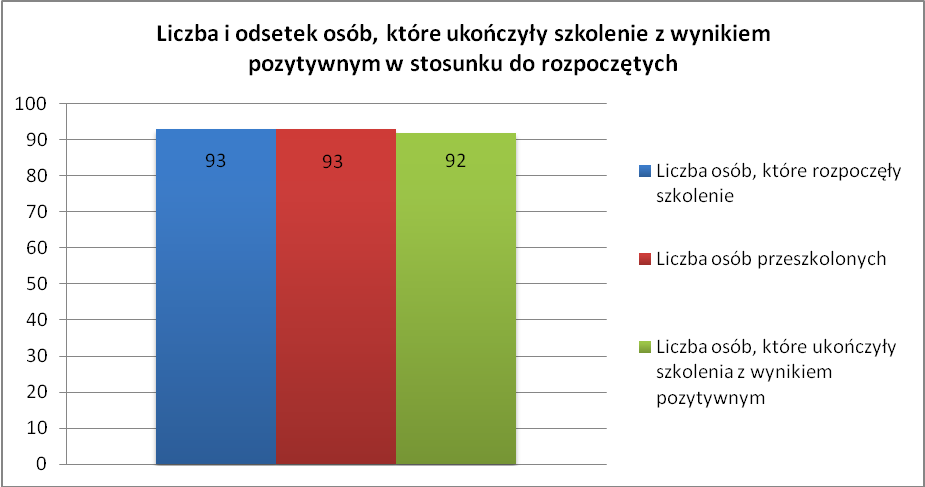 Liczba i odsetek osób, które ukończyły szkolenie z wynikiem
pozytywnym w stosunku do rozpoczętych
100
90
80
70
60
50
40
30
20
10
0
93
93
92
Liczba osób, które rozpoczęły
szkolenie
Liczba osób przeszkolonych
Liczba osób, które ukończyły
szkolenia z wynikiem
pozytywnym